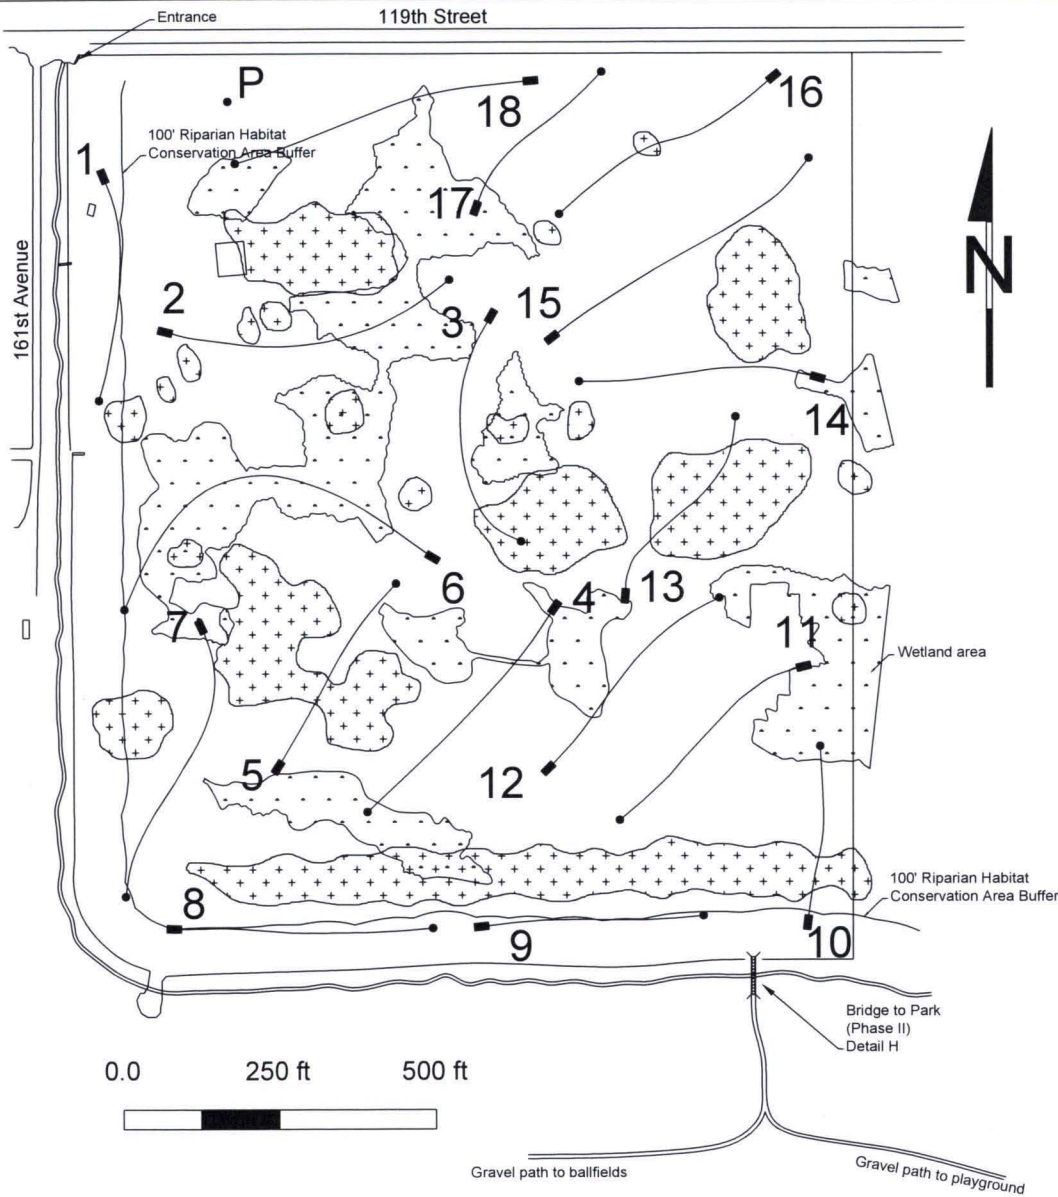 Entrance
119th Street
P
18
16
100' Riparian Habitat
Conservation Area Buffer
1
17
N
161st Avenue
2
3
15
14
6
4
13
7
11
Wetland area
5
12
100' Riparian Habitat
Conservation Area Buffer
8
9
10
Bridge to Park
(Phase II)
Detail H
0.0 250 ft 500 ft
Gravel path to ballfields
Gravel path to playground